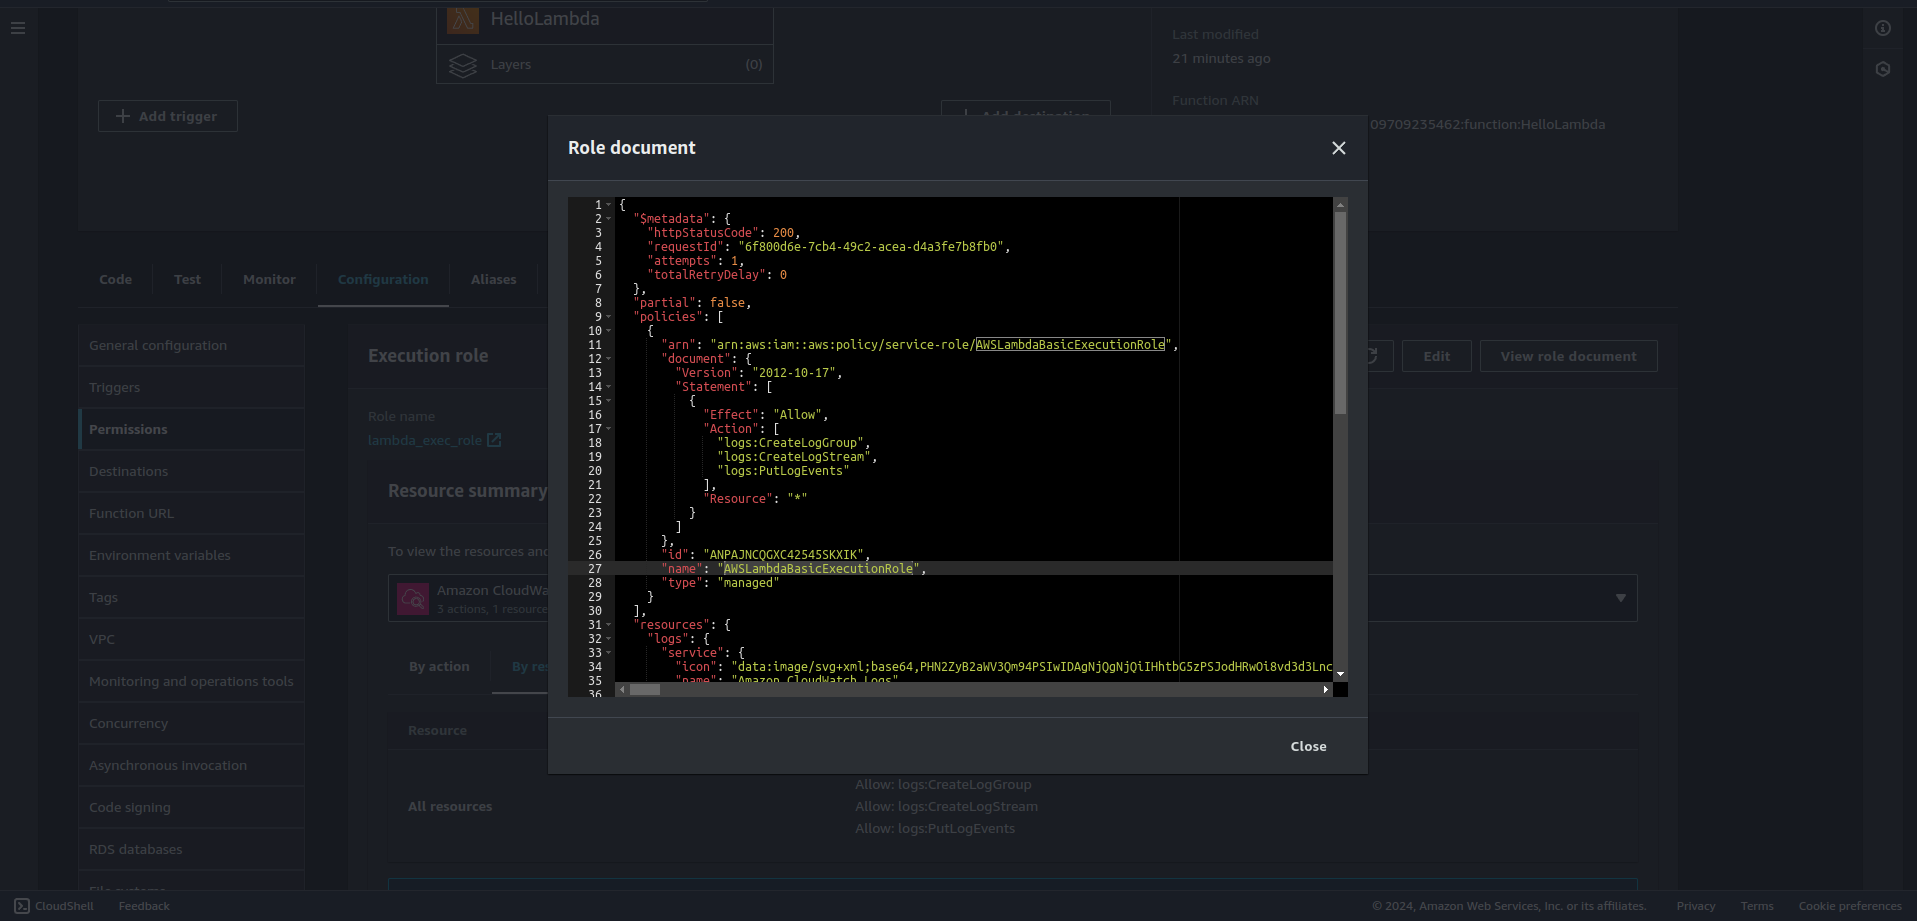 HelloLambda
Layers
(0)
Add trigger
Last modified
21 minutes ago
Function ARN
09709235462:function:HelloLambda
Role document
1 {
2 "$metadata": {
3 "httpStatusCode": 200,
4 "requestId": "6f800d6e-7cb4-49c2-acea-d4a3fe7b8fb0",
5 "attempts": 1,
6 "totalRetryDelay": 0
7 },
8 "partial": false,
9 "policies": [
10 {
11 "arn": "arn:aws:iam::aws:policy/service-role/AWSLambdaBasicExecutionRole",
12 "document": {
13 "Version": "2012-10-17",
14 "Statement": [
15 {
16 "Effect": "Allow",
17 "Action": [
18 "logs:CreateLogGroup",
19 "logs:CreateLogStream",
20 "logs:PutLogEvents"
21 ],
22 "Resource": "*"
23 }
24 ]
25 },
26 "id": "ANPAJNCQGXC42545SKXIK",
27 "name": "AWSLambdaBasicExecutionRole",
28 "type": "managed"
29 }
30 ],
31 "resources": {
32 "logs": {
33 "service": {
34 "icon": "data:image/svg+xml;base64,PHN2ZyB2aWV3Qm94PSIwIDAgNjQgNjQiIHhtbG5zPSJodHRwOi8vd3d3Lnc
35 "name": "Amazon CloudWatch Logs"
36
Close
Code
Test
Monitor
Configuration
Aliases
General configuration
Triggers
Permissions
Destinations
Function URL
Environment variables
Tags
VPC
Monitoring and operations tools
Concurrency
Asynchronous invocation
Code signing
RDS databases
File systems
Execution role
Edit
View role document
Role name
lambda_exec_role
Resource summary
To view the resources and
Amazon CloudWa
3 actions, 1 resource
By action
By res
Resource
All resources
Allow: logs:CreateLogGroup
Allow: logs:CreateLogStream
Allow: logs:PutLogEvents
CloudShell
Feedback
© 2024, Amazon Web Services, Inc. or its affiliates.
Privacy
Terms
Cookie preferences